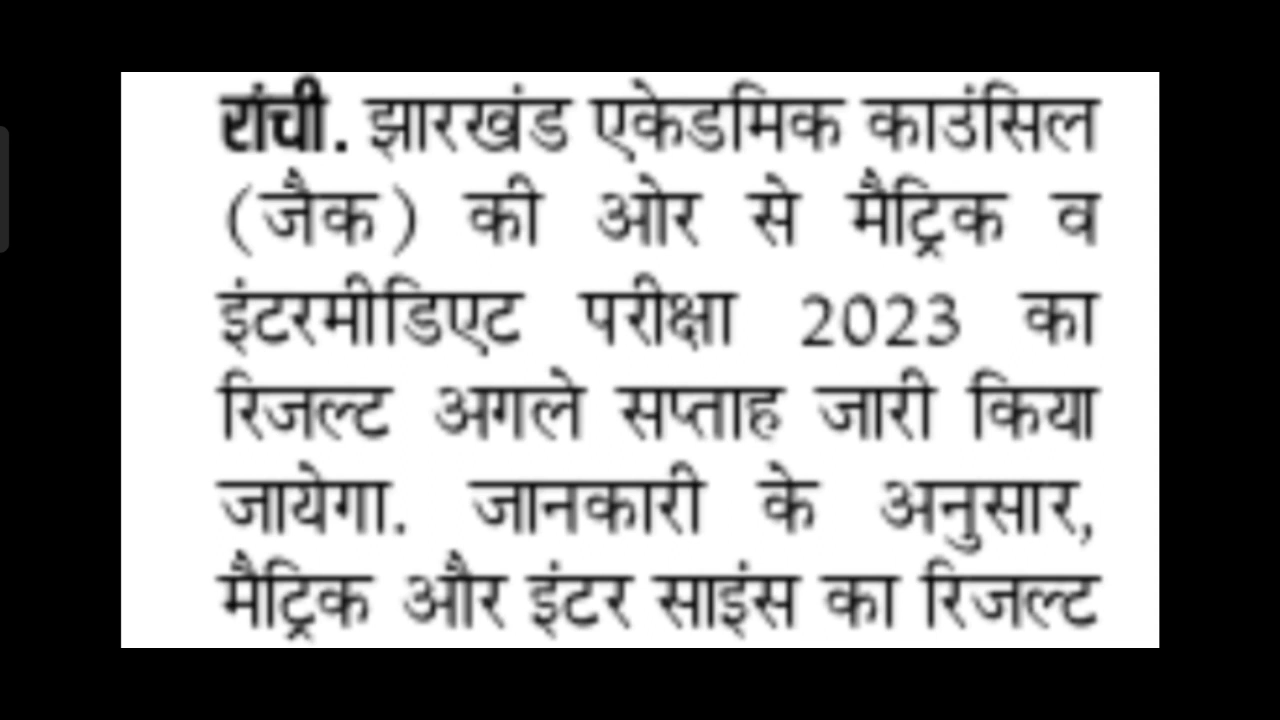 रांची. झारखंड एकेडमिक काउंसिल
(जैक) की ओर से मैट्रिक व
इंटरमीडिएट परीक्षा 2023 का
रिजल्ट अगले सप्ताह जारी किया
जायेगा. जानकारी के अनुसार,
मैट्रिक और इंटर साइंस का रिजल्ट